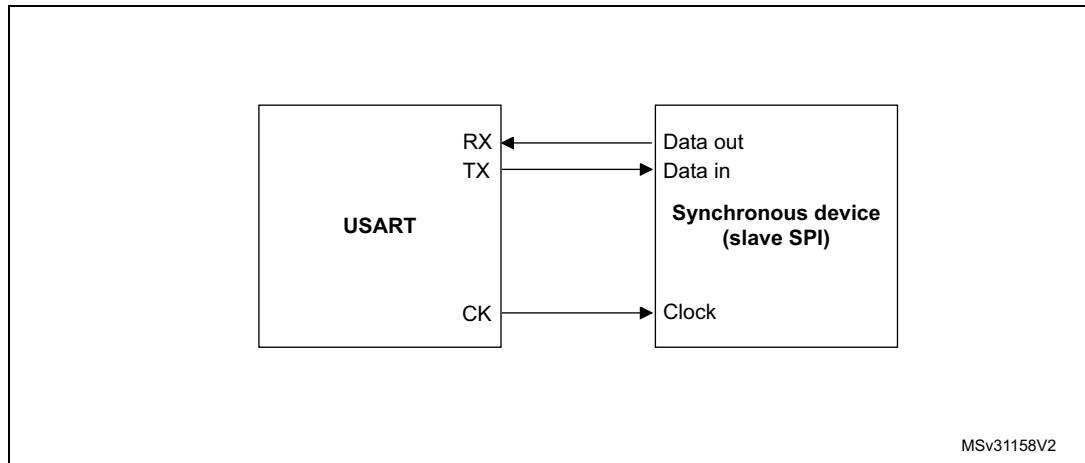 RX
Data out
TX
Data in
USART
Synchronous device
(slave SPI)
CK
Clock
MSv31158V2